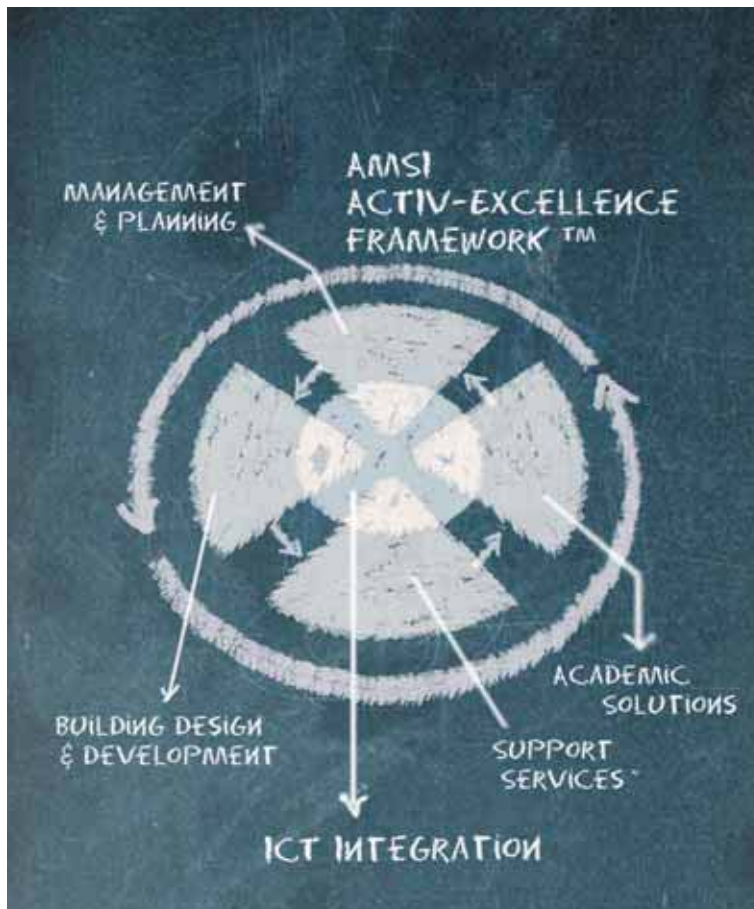 AMSI
ACTIV-EXCELLENCE
FRAMEWORK ™
MANAGEMENT
& PLANNING
ACADEMIC
SOLUTIONS
BUILDING DESIGN
& DEVELOPMENT
SUPPORT
SERVICES
ICT INTEGRATION